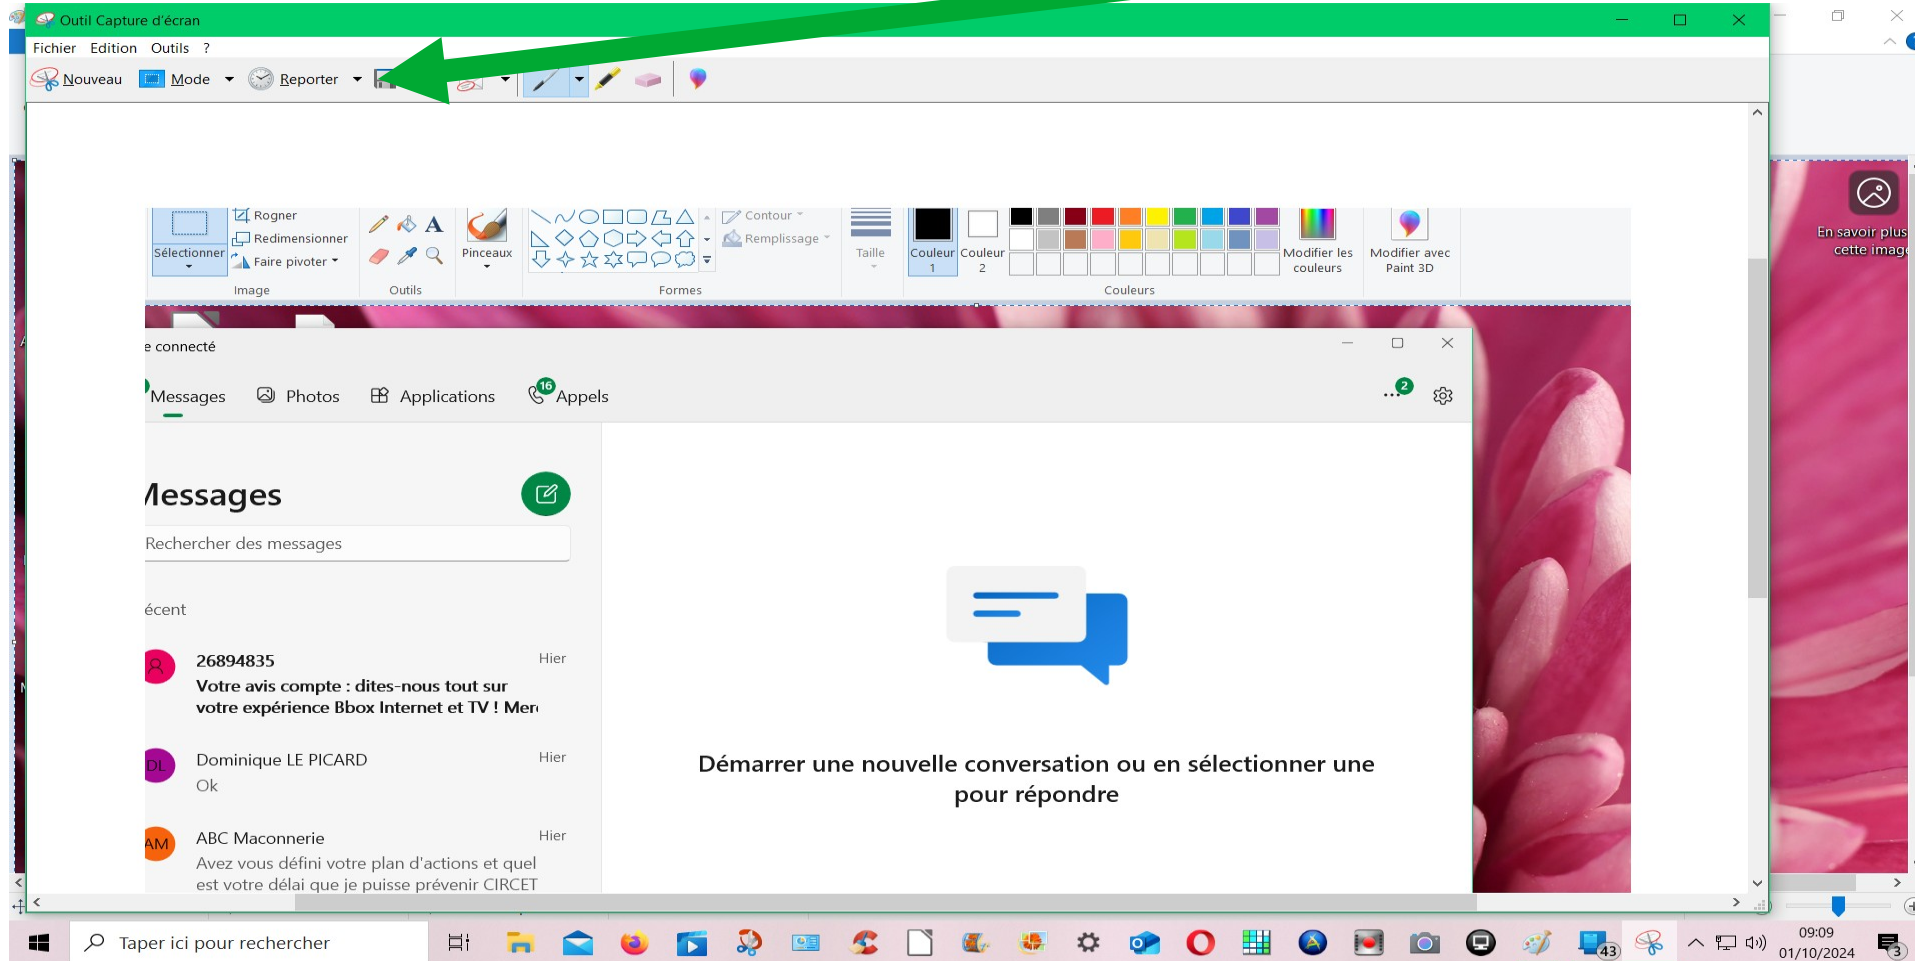 Outil Capture d'écran
Fichier Edition Outils ?
Nouveau Mode Reporter
Rogner
Redimensionner
Faire pivoter
Sélectionner
Image
A
Outils
Pinceaux
Contour
Remplissage
Formes
Taille
Couleur 1
Couleur 2
Modifier les couleurs
Modifier avec Paint 3D
Couleurs
En savoir plus
cette image
e connecté
Messages Photos Applications 16 Appels
2
Messages
Rechercher des messages
écent
26894835 Hier
Votre avis compte : dites-nous tout sur
votre expérience Bbox Internet et TV ! Merc
DL
Dominique LE PICARD Hier
Ok
AM
ABC Maconnerie Hier
Avez vous défini votre plan d'actions et quel
est votre délai que je puisse prévenir CIRCET
Démarrer une nouvelle conversation ou en sélectionner une
pour répondre
Taper ici pour rechercher
43
09:09
01/10/2024
3